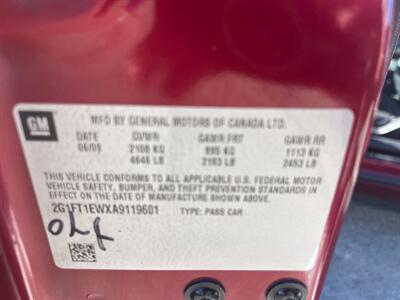 GM
MFD BY GENERAL MOTORS OF CANADA LTD.
DATE GVWR GAWR FRT GAWR RR
06/09 2108 KG 995 KG 1113 KG
4646 LB 2193 LB 2453 LB
THIS VEHICLE CONFORMS TO ALL APPLICABLE U.S. FEDERAL MOTOR
VEHICLE SAFETY, BUMPER, AND THEFT PREVENTION STANDARDS IN
EFFECT ON THE DATE OF MANUFACTURE SHOWN ABOVE.
2G1FT1EWXA9119601 TYPE: PASS CAR